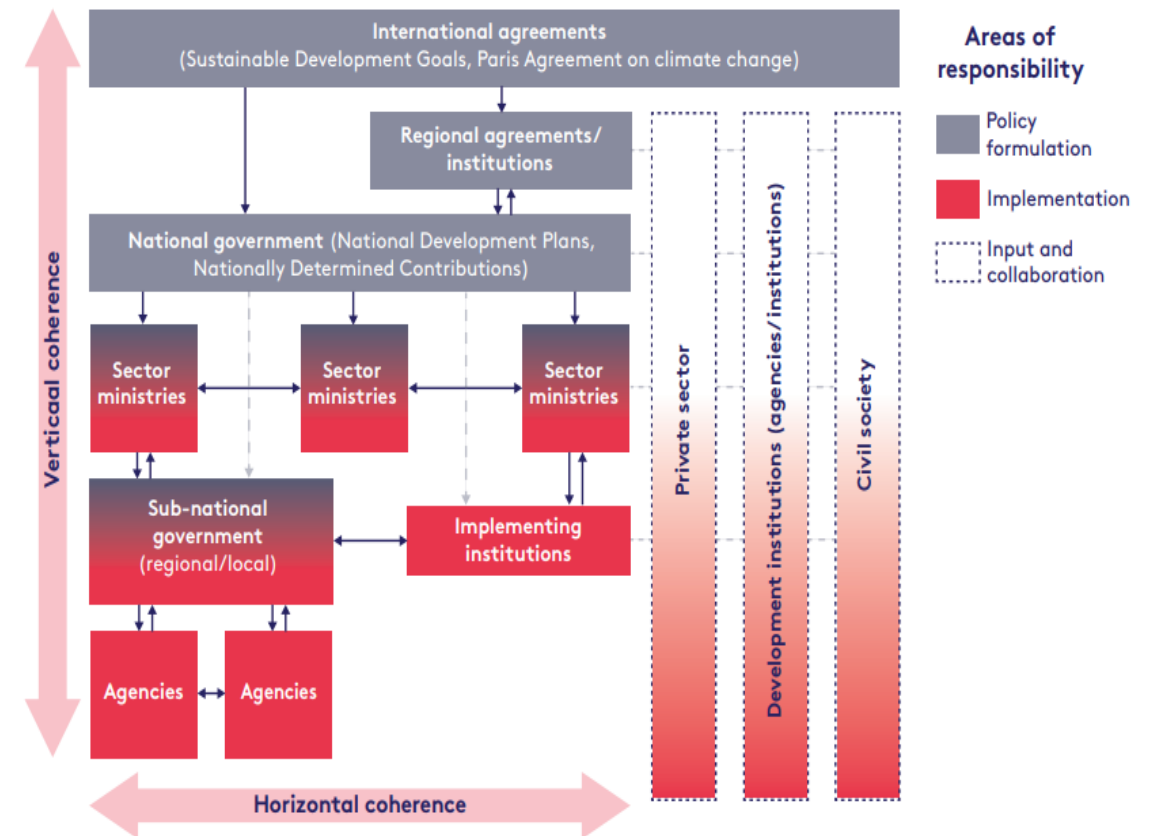 International agreements
(Sustainable Development Goals, Paris Agreement on climate change)
Regional agreements/
institutions
National government (National Development Plans,
Nationally Determined Contributions)
Sector
ministries
Sector
ministries
Sector
ministries
Sub-national
government
(regional/local)
Implementing
institutions
Agencies
Agencies
Verticaal coherence
Horizontal coherence
Private sector
Development institutions (agencies/institutions)
Civil society
Areas of
responsibility
Policy
formulation
Implementation
Input and
collaboration